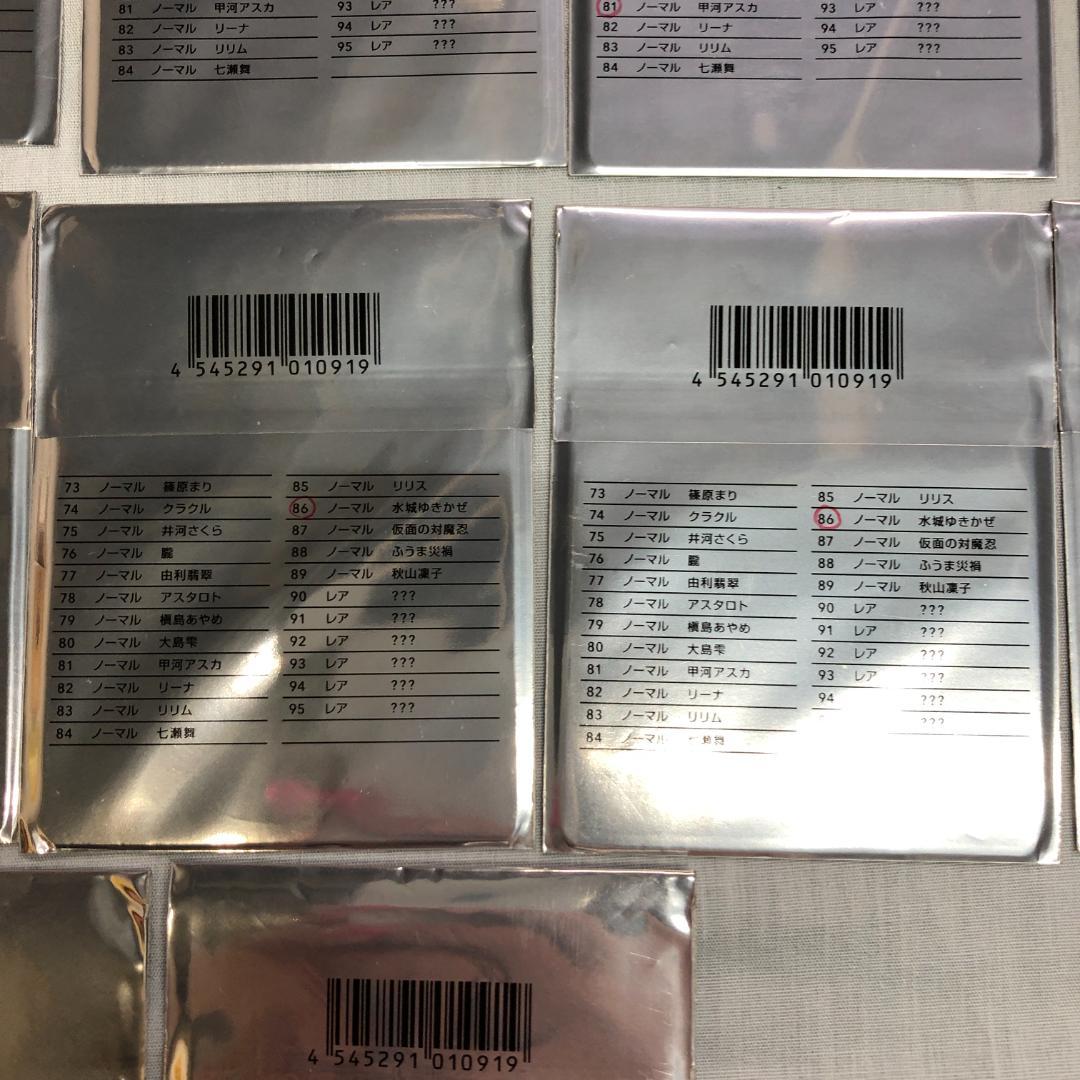 81 ノーマル 甲河アスカ
82 ノーマル リーナ
83 ノーマル リリム
84 ノーマル 七瀬舞
93 レア ???
94 レア ???
95 レア ???
81 ノーマル 甲河アスカ
82 ノーマル リーナ
83 ノーマル リリム
84 ノーマル 七瀬舞
93 レア ???
94 レア ???
95 レア ???
4 545291 010919
73 ノーマル 篠原まり
74 ノーマル クラクル
75 ノーマル 井河さくら
76 ノーマル 朧
77 ノーマル 由利翡翠
78 ノーマル アスタロト
79 ノーマル 槇島あやめ
80 ノーマル 大島雫
81 ノーマル 甲河アスカ
82 ノーマル リーナ
83 ノーマル リリム
84 ノーマル 七瀬舞
85 ノーマル リリス
86 ノーマル 水城ゆきかぜ
87 ノーマル 仮面の対魔忍
88 ノーマル ふうま災禍
89 ノーマル 秋山凜子
90 レア ???
91 レア ???
92 レア ???
93 レア ???
94 レア ???
95 レア ???
4 545291 010919
73 ノーマル 篠原まり
74 ノーマル クラクル
75 ノーマル 井河さくら
76 ノーマル 朧
77 ノーマル 由利翡翠
78 ノーマル アスタロト
79 ノーマル 槇島あやめ
80 ノーマル 大島雫
81 ノーマル 甲河アスカ
82 ノーマル リーナ
83 ノーマル リリム
84 ノーマル 七瀬舞
85 ノーマル リリス
86 ノーマル 水城ゆきかぜ
87 ノーマル 仮面の対魔忍
88 ノーマル ふうま災禍
89 ノーマル 秋山凜子
90 レア ???
91 レア ???
92 レア ???
93 レア ???
94 ???
???
4 545291 010919